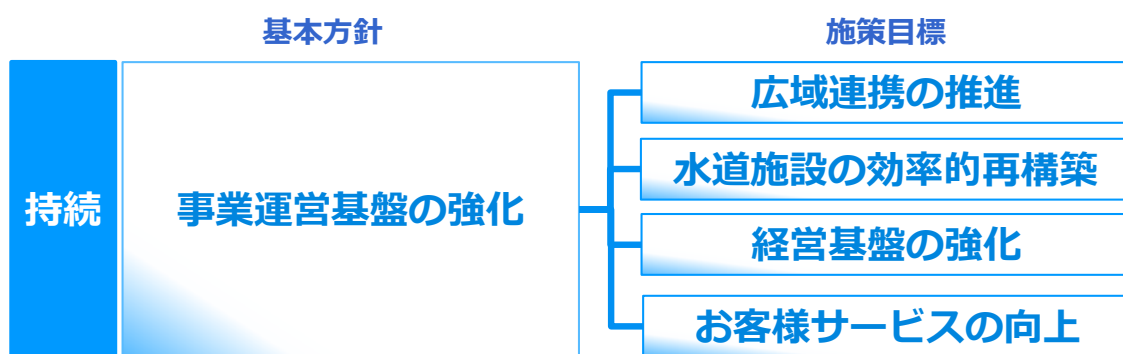 基本方針
施策目標
持続
事業運営基盤の強化
広域連携の推進
水道施設の効率的再構築
経営基盤の強化
お客様サービスの向上